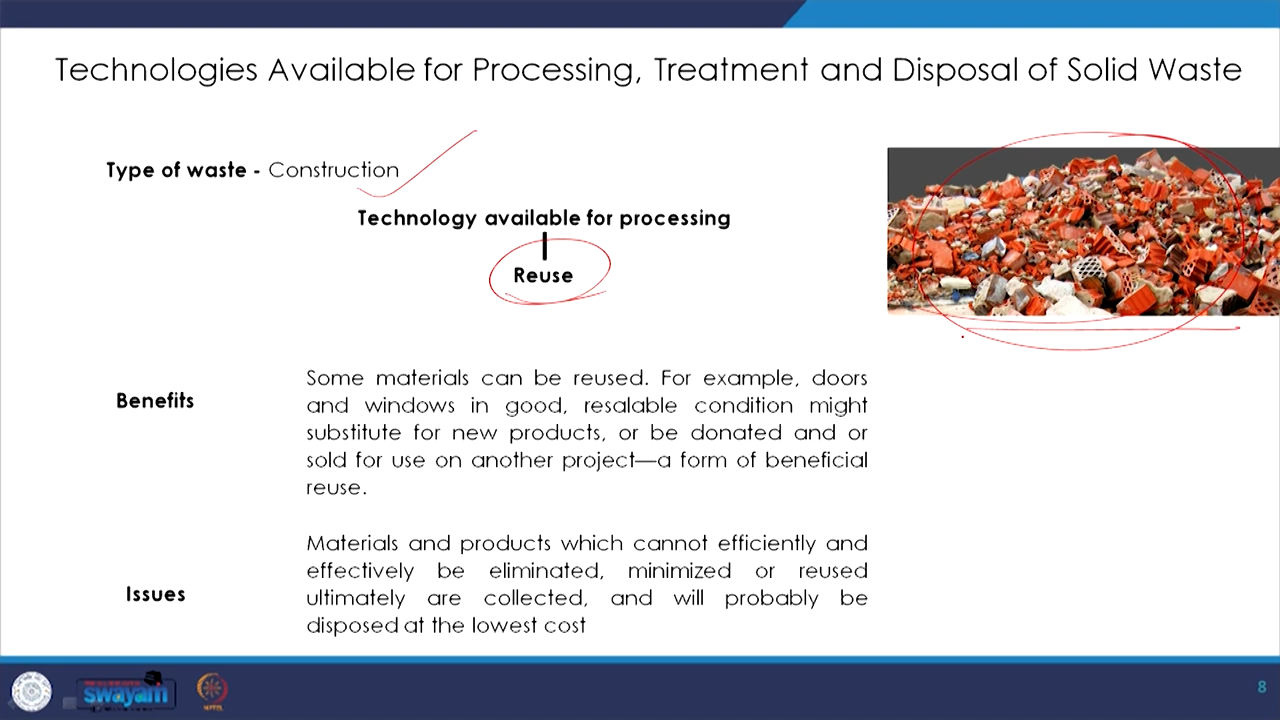 Technologies Available for Processing, Treatment and Disposal of Solid Waste
Type of waste - Construction
Technology available for processing
Reuse
Benefits
Some materials can be reused. For example, doors
and windows in good, resalable condition might
substitute for new products, or be donated and or
sold for use on another project—a form of beneficial
reuse.
Issues
Materials and products which cannot efficiently and
effectively be eliminated, minimized or reused
ultimately are collected, and will probably be
disposed at the lowest cost
swayam
NPTEL
8